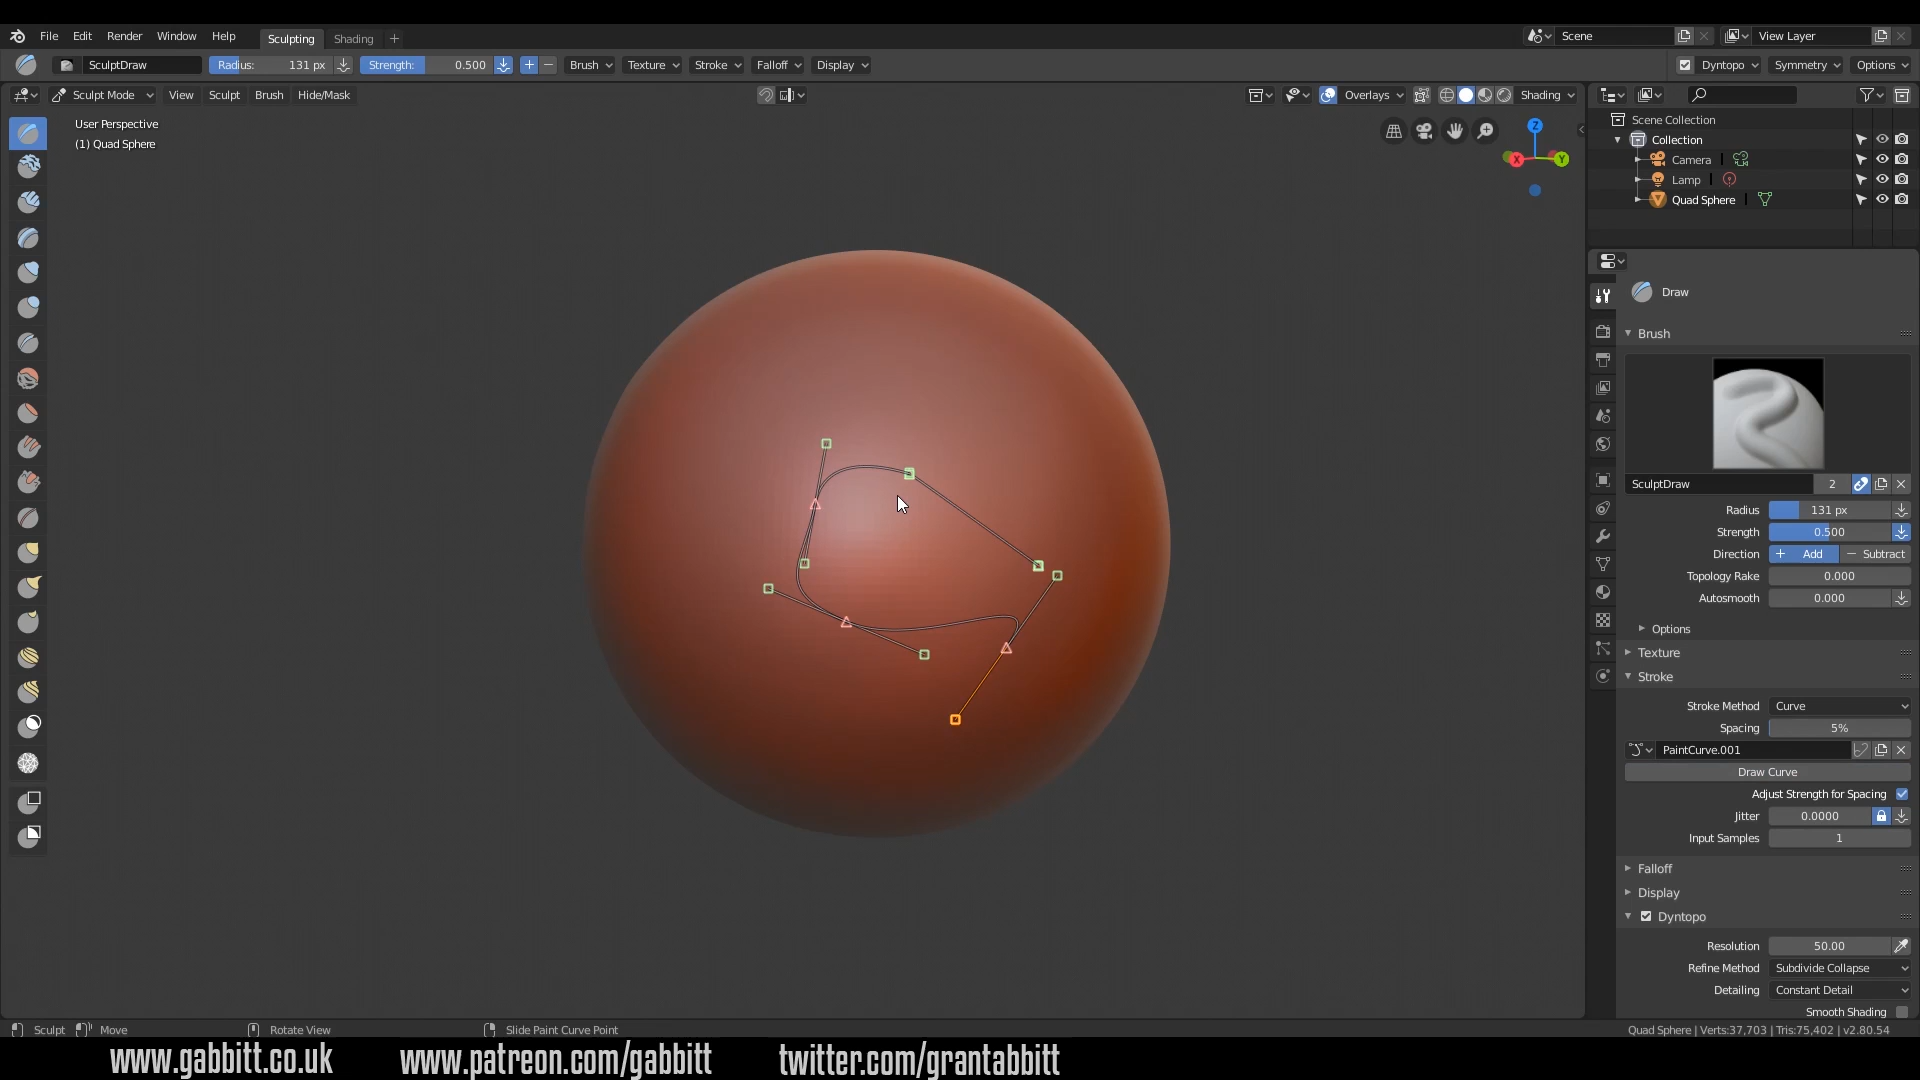 File Edit Render Window Help Sculpting Shading + Scene View Layer
SculptDraw Radius: 131 px Strength: 0.500 + − Brush Texture Stroke Falloff Display Dyntopo Symmetry Options
Sculpt Mode View Sculpt Brush Hide/Mask Overlays Shading
User Perspective
(1) Quad Sphere
Z
X Y
Scene Collection
Collection
Camera
Lamp
Quad Sphere
Draw
Brush
SculptDraw 2
Radius 131 px
Strength 0.500
Direction + Add − Subtract
Topology Rake 0.000
Autosmooth 0.000
Options
Texture
Stroke
Stroke Method Curve
Spacing 5%
PaintCurve.001
Draw Curve
Adjust Strength for Spacing
Jitter 0.0000
Input Samples 1
Falloff
Display
Dyntopo
Resolution 50.00
Refine Method Subdivide Collapse
Detailing Constant Detail
Smooth Shading
Sculpt Move Rotate View Slide Paint Curve Point Quad Sphere | Verts:37,703 | Tris:75,402 | v2.80.54
www.gabbitt.co.uk www.patreon.com/gabbitt twitter.com/grantabbitt